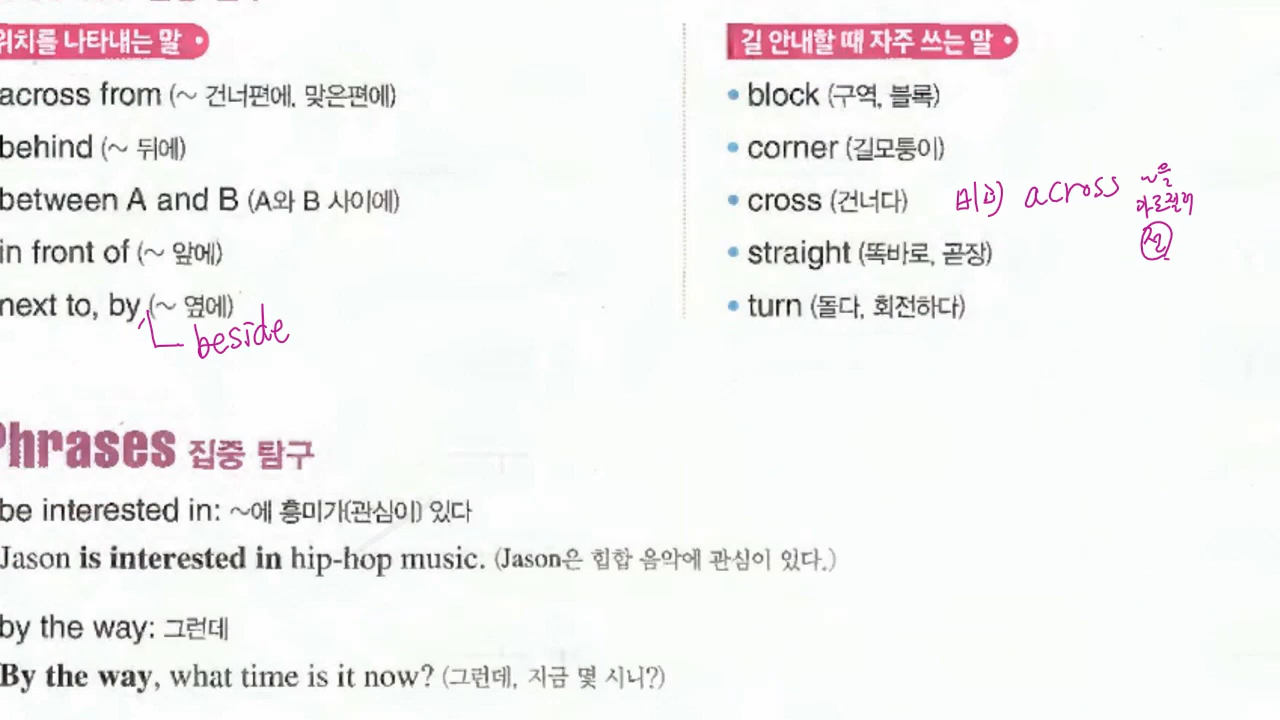 위치를 나타내는 말
across from (~ 건너편에, 맞은편에)
behind (~ 뒤에)
between A and B (A와 B 사이에)
in front of (~ 앞에)
next to, by (~ 옆에)
beside
길 안내할 때 자주 쓰는 말
block (구역, 블록)
corner (길모퉁이)
cross (건너다) 비교 across ~을
가로질러
전
straight (똑바로, 곧장)
turn (돌다, 회전하다)
Phrases 집중 탐구
be interested in: ~에 흥미가(관심이) 있다
Jason is interested in hip-hop music. (Jason은 힙합 음악에 관심이 있다.)
by the way: 그런데
By the way, what time is it now? (그런데, 지금 몇 시니?)